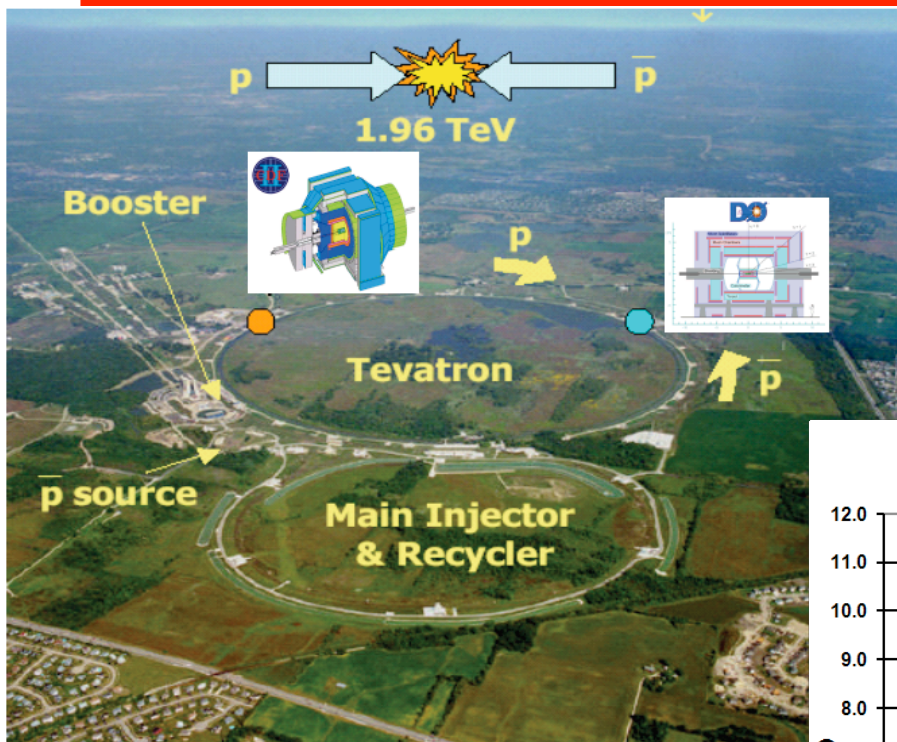 p p̅
1.96 TeV
Booster
DØ
p
Tevatron
p̅
p̅ source
Main Injector
& Recycler
12.0
11.0
10.0
9.0
8.0